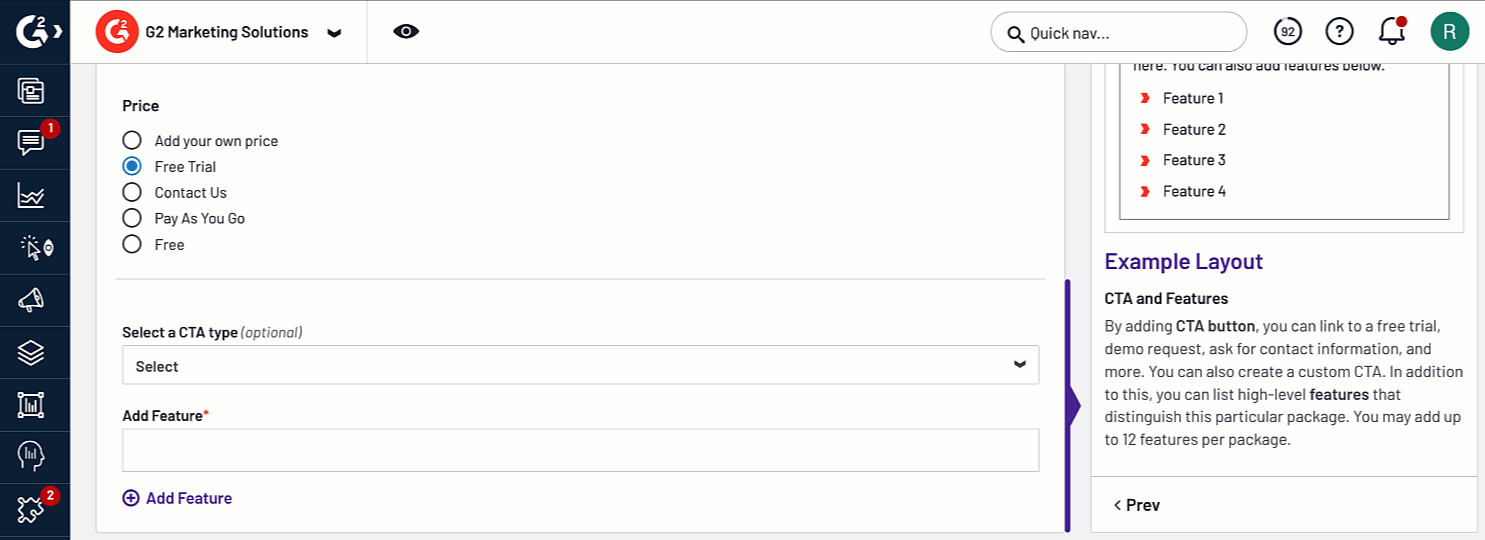 G2
G2 Marketing Solutions
Quick nav...
92
?
R
1
2
Price
Add your own price
Free Trial
Contact Us
Pay As You Go
Free
Select a CTA type (optional)
Select
Add Feature*
Add Feature
here. You can also add features below.
Feature 1
Feature 2
Feature 3
Feature 4
Example Layout
CTA and Features
By adding CTA button, you can link to a free trial,
demo request, ask for contact information, and
more. You can also create a custom CTA. In addition
to this, you can list high-level features that
distinguish this particular package. You may add up
to 12 features per package.
< Prev